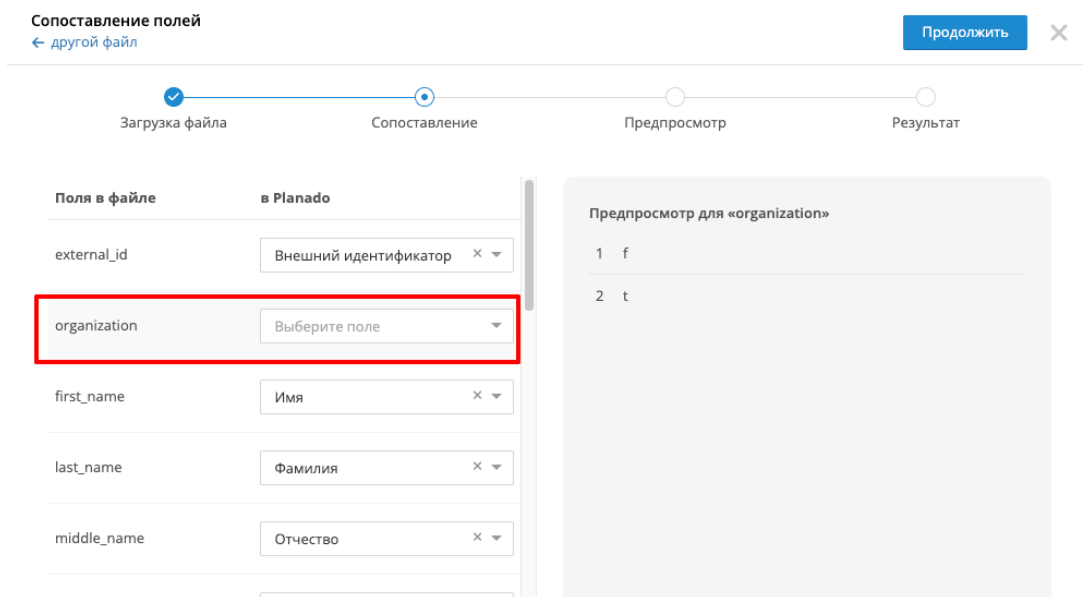 Сопоставление полей
← другой файл
Продолжить
Загрузка файла
Сопоставление
Предпросмотр
Результат
Поля в файле
в Planado
external_id
Внешний идентификатор
organization
Выберите поле
first_name
Имя
last_name
Фамилия
middle_name
Отчество
Предпросмотр для «organization»
1 f
2 t